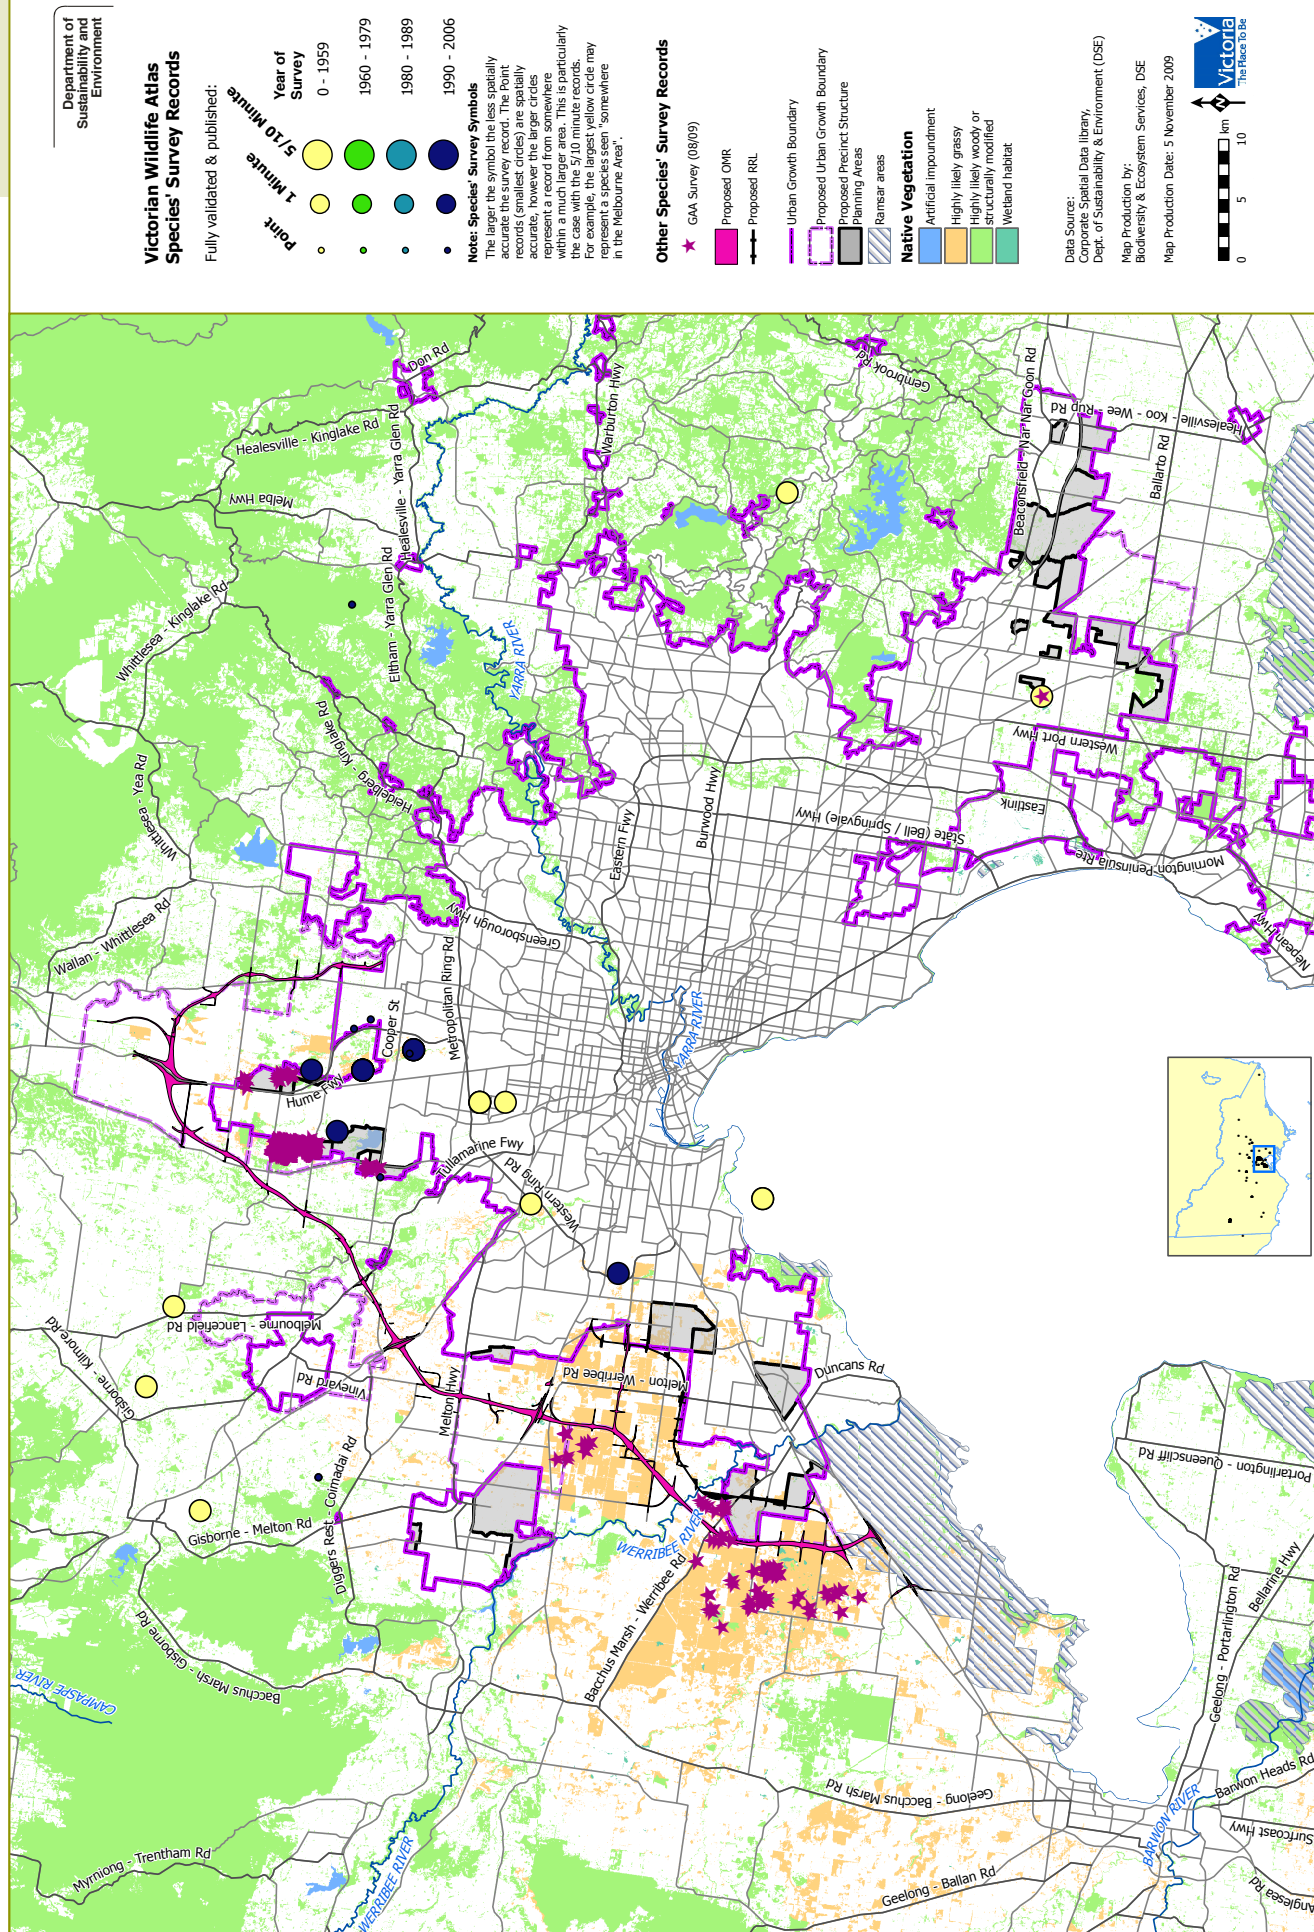 Department of
Sustainability and
Environment
Victorian Wildlife Atlas
Species' Survey Records
Fully validated & published:
Point
1 Minute
5/10 Minute
Year of
Survey
0 - 1959
1960 - 1979
1980 - 1989
1990 - 2006
Note: Species' Survey Symbols
The larger the symbol the less spatially
accurate the survey record. The Point
records (smallest circles) are spatially
accurate, however the larger circles
represent a record from somewhere
within a much larger area. This is particularly
the case with the 5/10 minute records.
For example, the largest yellow circle may
represent a species seen "somewhere
in the Melbourne Area".
Other Species' Survey Records
GAA Survey (08/09)
Proposed OMR
Proposed RRL
Urban Growth Boundary
Proposed Urban Growth Boundary
Proposed Precinct Structure
Planning Areas
Ramsar areas
Native Vegetation
Artificial impoundment
Highly likely grassy
Highly likely woody or
structurally modified
Wetland habitat
Data Source:
Corporate Spatial Data library,
Dept. of Sustainability & Environment (DSE)
Map Production by:
Biodiversity & Ecosystem Services, DSE
Map Production Date: 5 November 2009
0
5
10
km
N
Victoria
The Place To Be
Don Rd
Healesville - Kinglake Rd
Melba Hwy
Healesville - Yarra Glen Rd
Eltham - Yarra Glen Rd
Warburton Hwy
Gembrook Rd
Beaconsfield - Nar Nar Goon Rd
Healesville - Koo - Wee - Rup Rd
Ballarto Rd
Whittlesea - Kinglake Rd
Whittlesea - Yea Rd
Wallan - Whittlesea Rd
Heidelberg - Kinglake Rd
YARRA RIVER
Western Port Hwy
Eastlink
State (Bell / Springvale) Hwy
Burwood Hwy
Eastern Fwy
Mornington Peninsula Rte
Nepean Hwy
Greensborough Hwy
Metropolitan Ring Rd
Cooper St
Hume Fwy
YARRA RIVER
Tullamarine Fwy
Western Ring Rd
Melbourne - Lancefield Rd
Gisborne - Kilmore Rd
Vineyard Rd
Melton Hwy
Melton - Werribee Rd
Duncans Rd
Diggers Rest - Coimadai Rd
Gisborne - Melton Rd
WERRIBEE RIVER
Bacchus Marsh - Werribee Rd
Bacchus Marsh - Gisborne Rd
CAMPASPE RIVER
Myrniong - Trentham Rd
WERRIBEE RIVER
Geelong - Bacchus Marsh Rd
Geelong - Ballan Rd
Portarlington - Queenscliff Rd
Geelong - Portarlington Rd
Bellarine Hwy
BARWON RIVER
Barwon Heads Rd
Surfcoast Hwy
Anglesea Rd